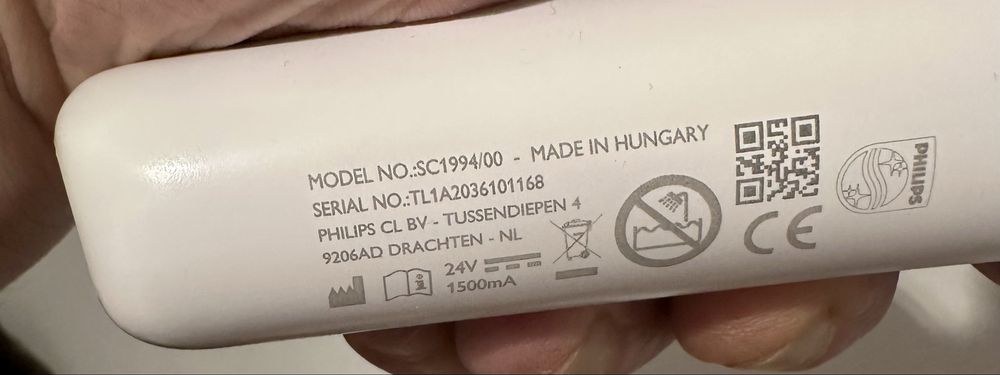 MODEL NO.:SC1994/00 - MADE IN HUNGARY
SERIAL NO.:TL1A2036101168
PHILIPS CL BV - TUSSENDIEPEN 4
9206AD DRACHTEN - NL
24V
1500mA
CE
PHILIPS